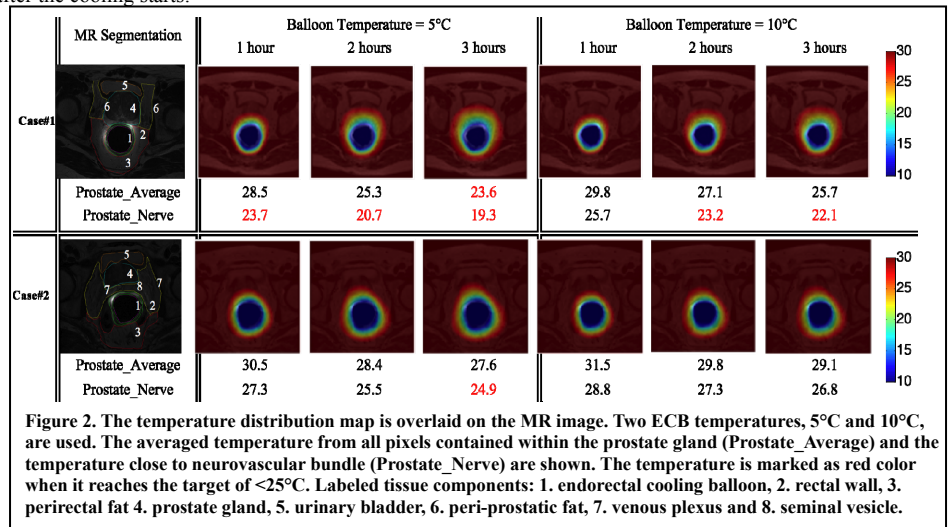 after the cooling starts.
MR Segmentation
Balloon Temperature = 5°C
Balloon Temperature = 10°C
1 hour 2 hours 3 hours 1 hour 2 hours 3 hours
Case#1
5
6 4 6
1 2
3
30
25
20
15
10
Prostate_Average 28.5 25.3 23.6 29.8 27.1 25.7
Prostate_Nerve 23.7 20.7 19.3 25.7 23.2 22.1
Case#2
5
4 7
7 8
1 2
3
30
25
20
15
10
Prostate_Average 30.5 28.4 27.6 31.5 29.8 29.1
Prostate_Nerve 27.3 25.5 24.9 28.8 27.3 26.8
Figure 2. The temperature distribution map is overlaid on the MR image. Two ECB temperatures, 5°C and 10°C,
are used. The averaged temperature from all pixels contained within the prostate gland (Prostate_Average) and the
temperature close to neurovascular bundle (Prostate_Nerve) are shown. The temperature is marked as red color
when it reaches the target of <25°C. Labeled tissue components: 1. endorectal cooling balloon, 2. rectal wall, 3.
perirectal fat 4. prostate gland, 5. urinary bladder, 6. peri-prostatic fat, 7. venous plexus and 8. seminal vesicle.